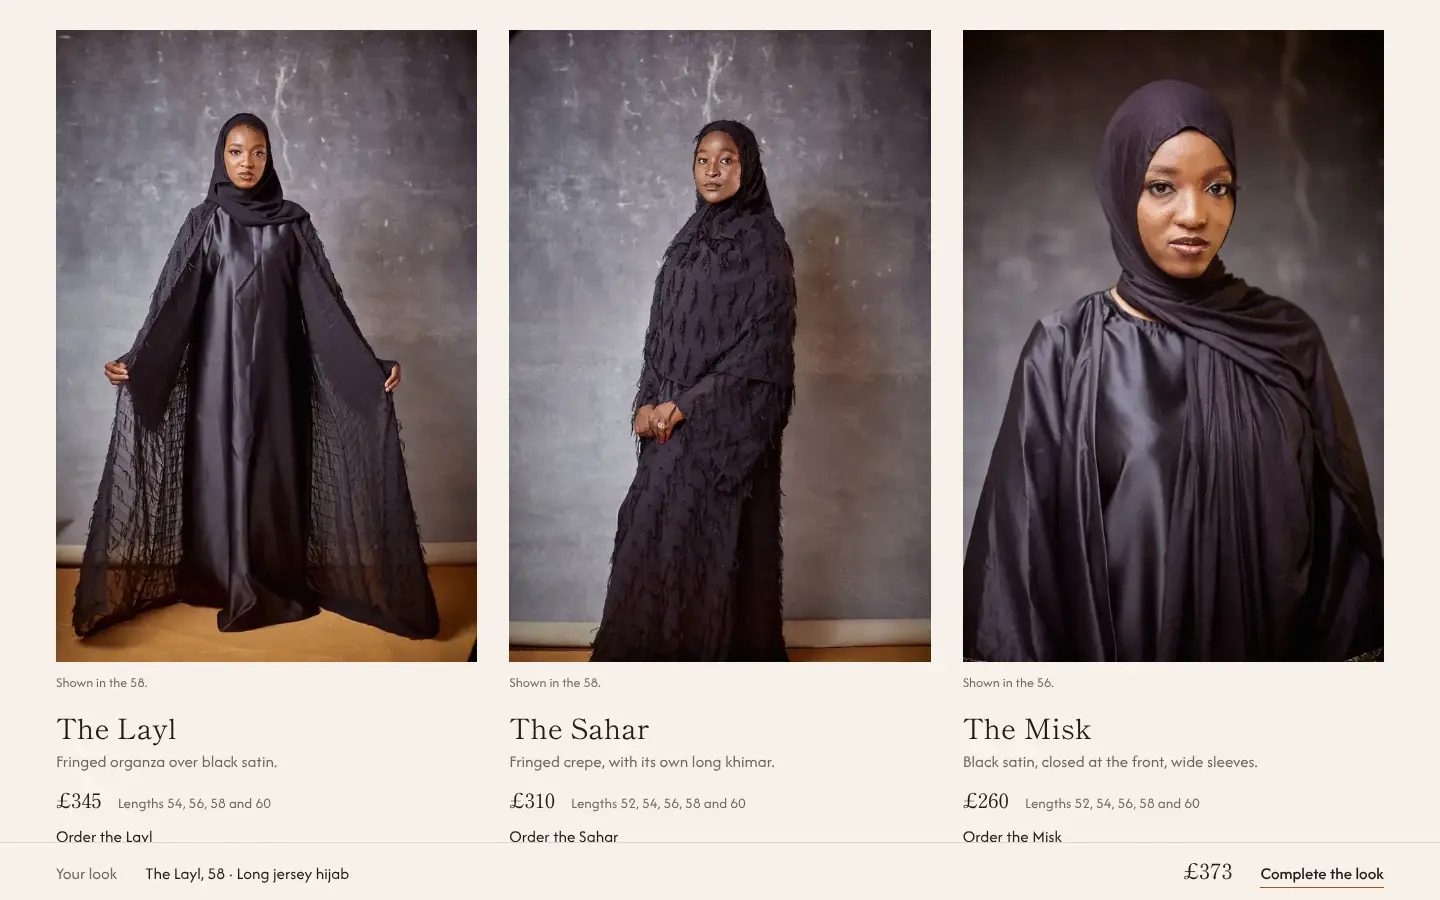 Shown in the 58.
The Layl
Fringed organza over black satin.
£345 Lengths 54, 56, 58 and 60
Order the Layl
Shown in the 58.
The Sahar
Fringed crepe, with its own long khimar.
£310 Lengths 52, 54, 56, 58 and 60
Order the Sahar
Shown in the 56.
The Misk
Black satin, closed at the front, wide sleeves.
£260 Lengths 52, 54, 56, 58 and 60
Order the Misk
Your look The Layl, 58 · Long jersey hijab £373 Complete the look